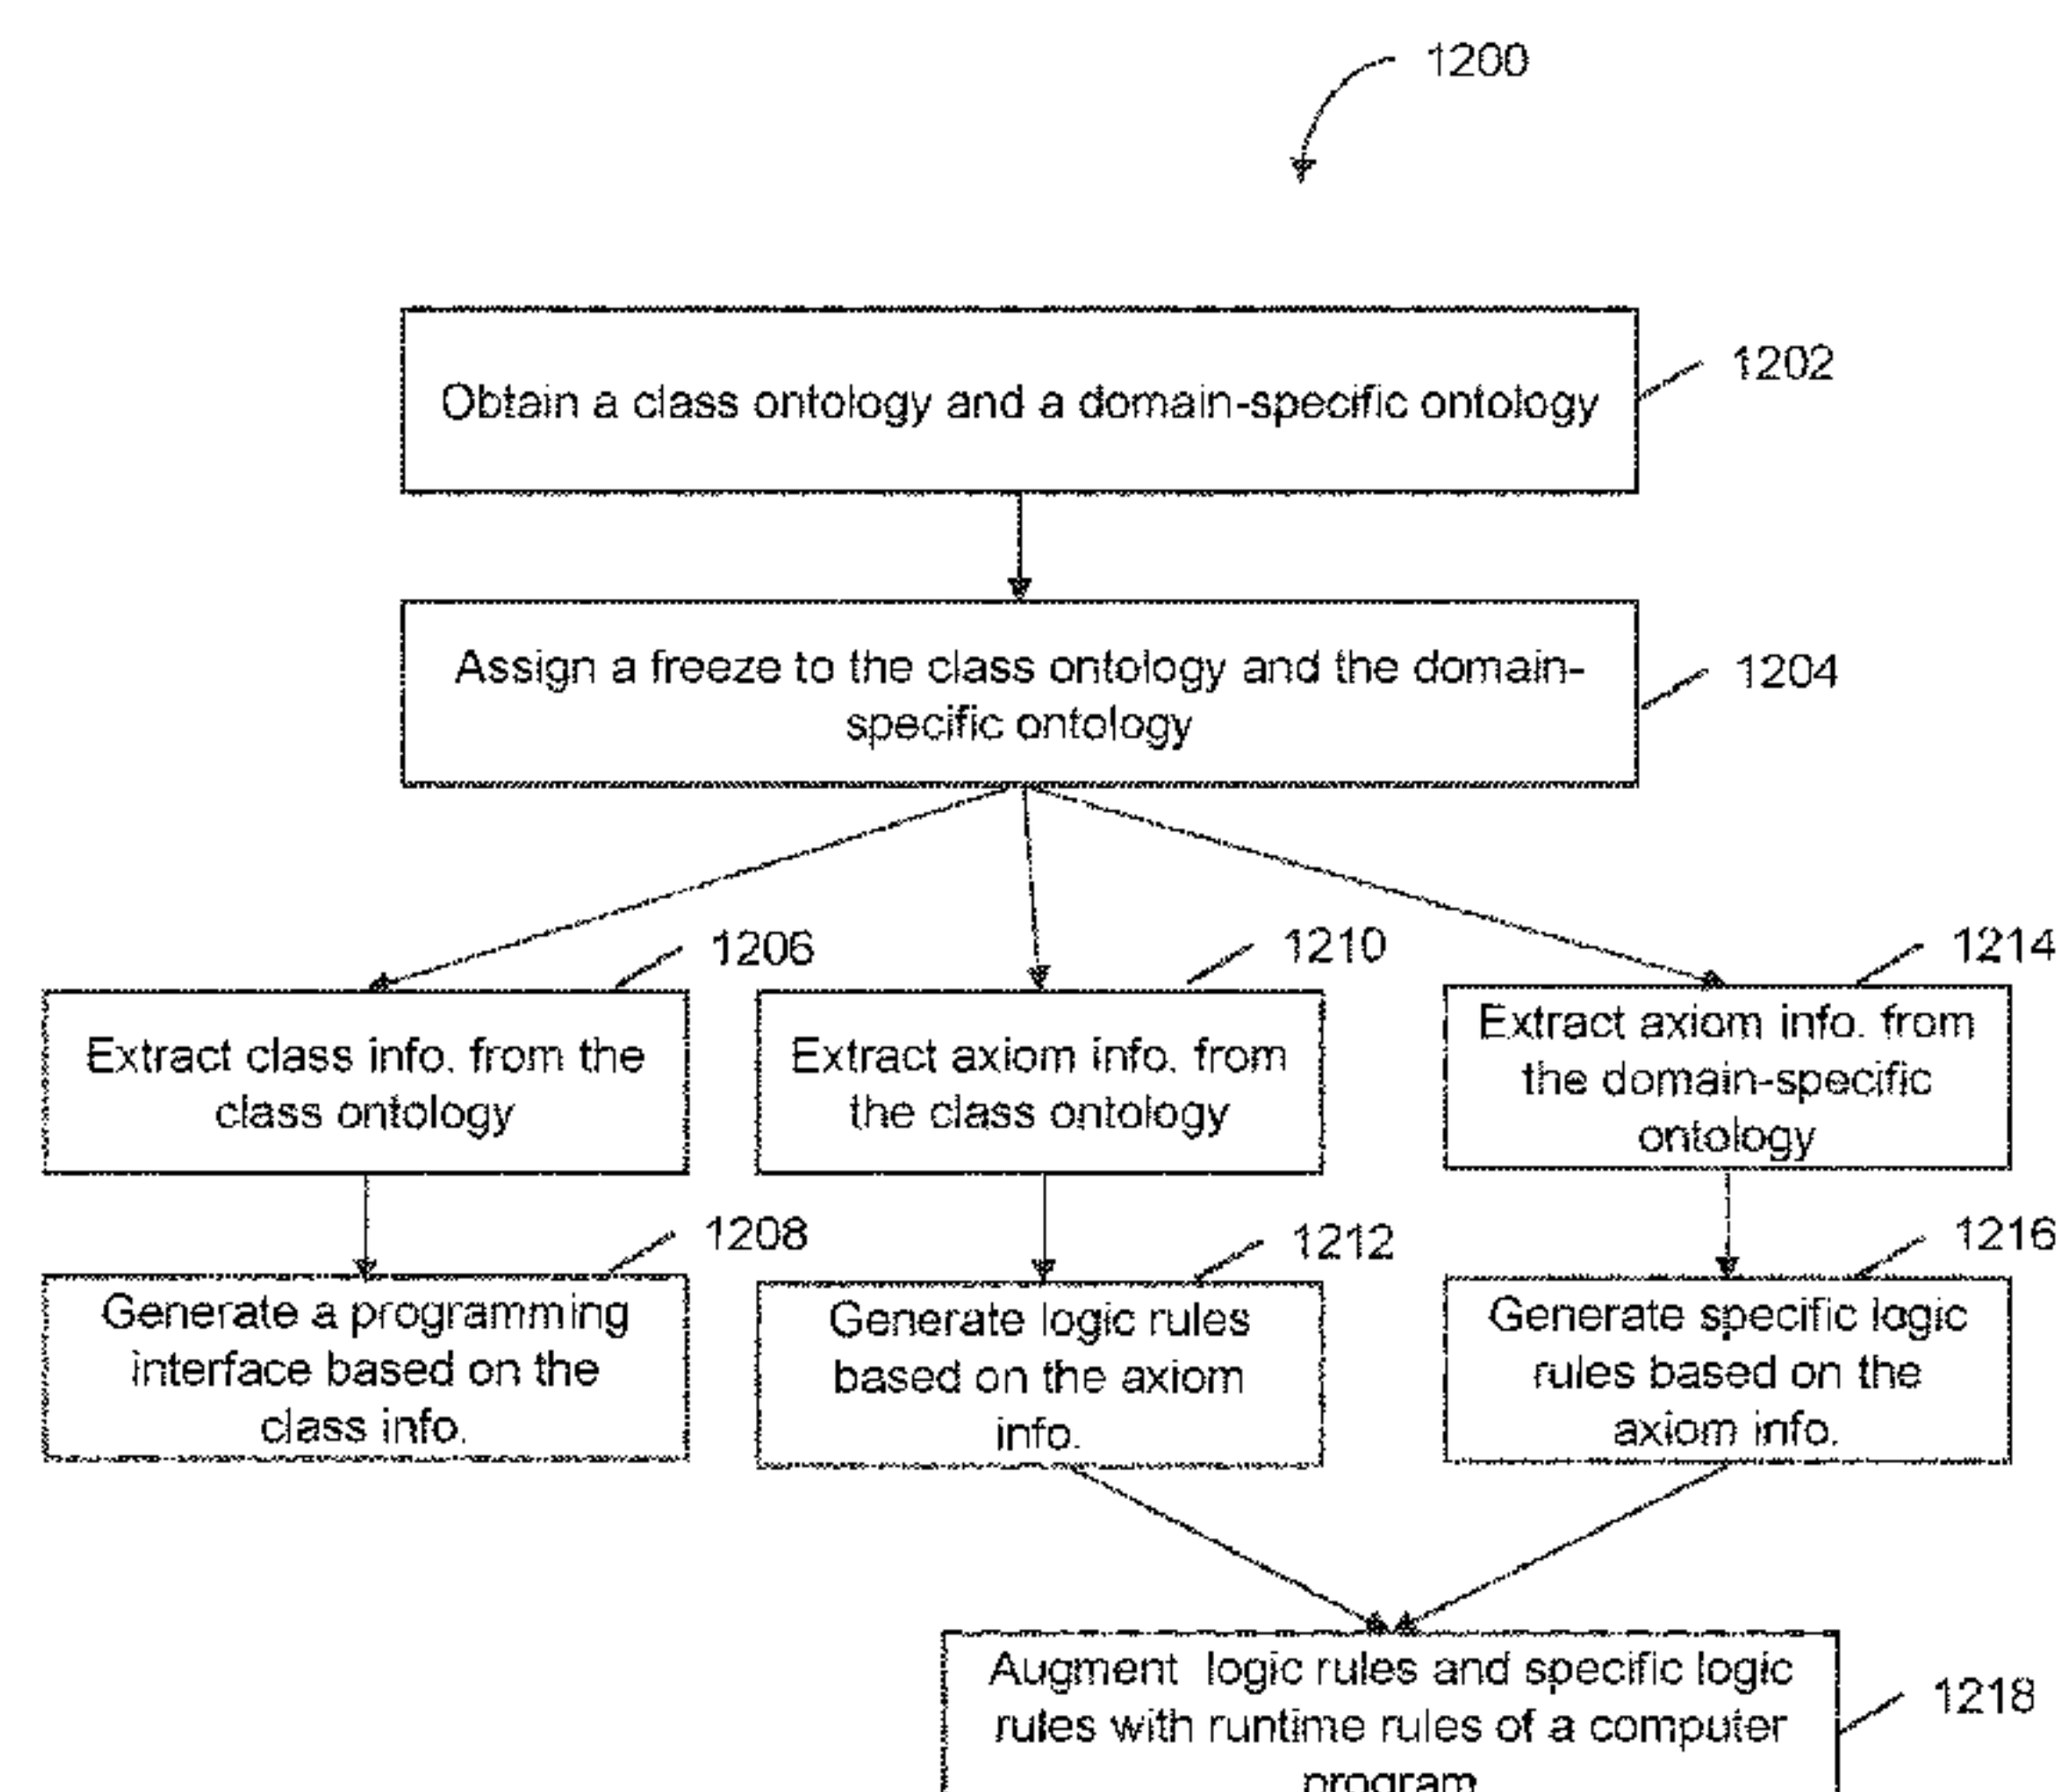 1200
Obtain a class ontology and a domain-specific ontology
1202
Assign a freeze to the class ontology and the domain-
specific ontology
1204
1206
Extract class info. from the
class ontology
1210
Extract axiom info. from
the class ontology
1214
Extract axiom info. from
the domain-specific
ontology
1208
Generate a programming
interface based on the
class info.
1212
Generate logic rules
based on the axiom
info.
1216
Generate specific logic
rules based on the
axiom info.
Augment logic rules and specific logic
rules with runtime rules of a computer
program
1218